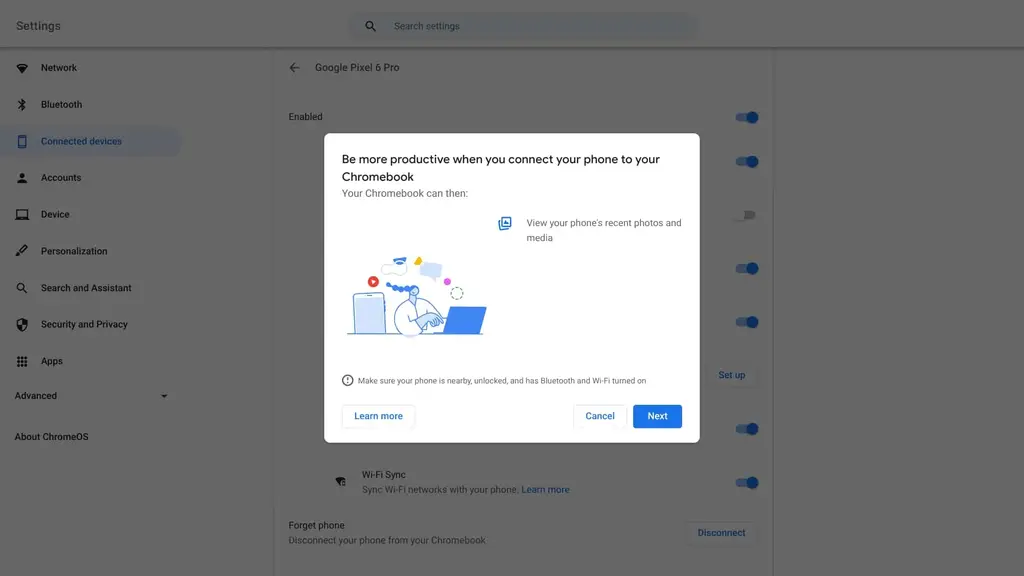 Settings
Search settings
Network
Bluetooth
Connected devices
Accounts
Device
Personalization
Search and Assistant
Security and Privacy
Apps
Advanced
About ChromeOS
Google Pixel 6 Pro
Enabled
Be more productive when you connect your phone to your
Chromebook
Your Chromebook can then:
View your phone's recent photos and
media
Make sure your phone is nearby, unlocked, and has Bluetooth and Wi-Fi turned on
Learn more
Cancel
Next
Set up
Wi-Fi Sync
Sync Wi-Fi networks with your phone. Learn more
Forget phone
Disconnect your phone from your Chromebook
Disconnect